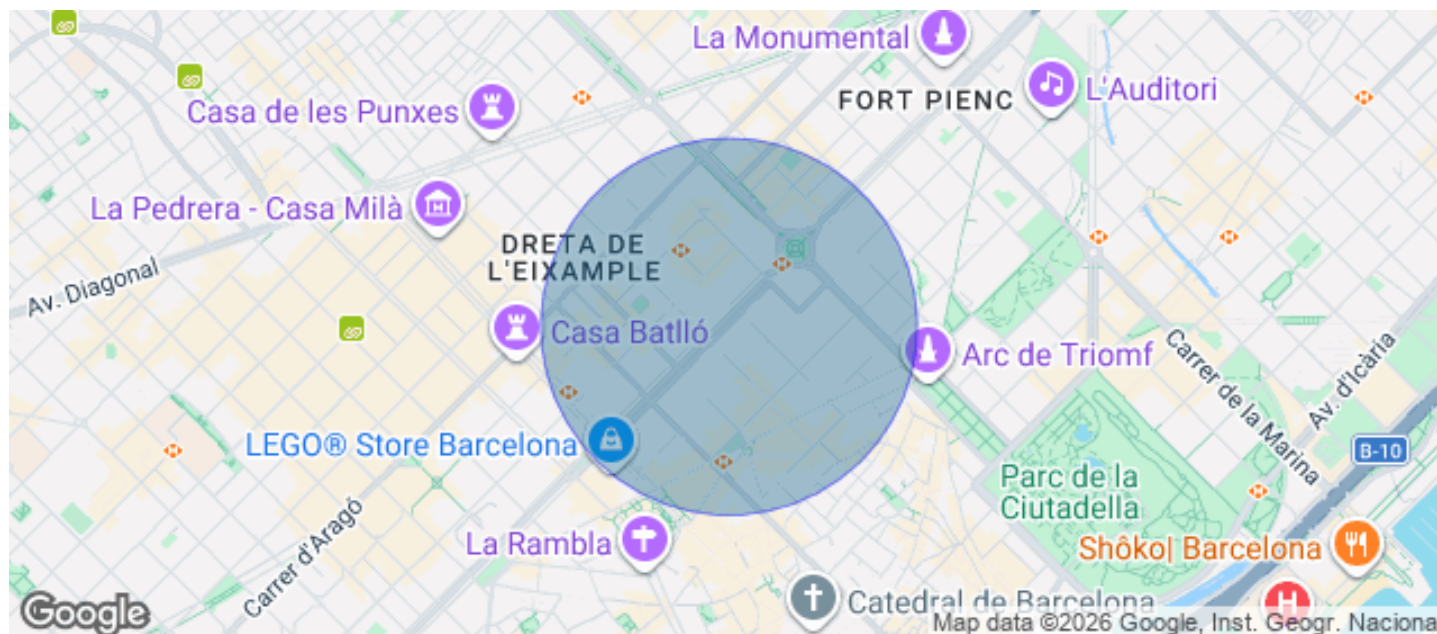 La Monumental
L'Auditori
FORT PIENC
Casa de les Punxes
La Pedrera - Casa Milà
DRETA DE
L'EIXAMPLE
Av. Diagonal
Casa Batlló
Arc de Triomf
Carrer de la Marina
Av. d'Icària
LEGO® Store Barcelona
B-10
Parc de la
Ciutadella
Carrer d'Aragó
La Rambla
Shôko| Barcelona
Catedral de Barcelona
H
Google
Map data ©2026 Google, Inst. Geogr. Naciona